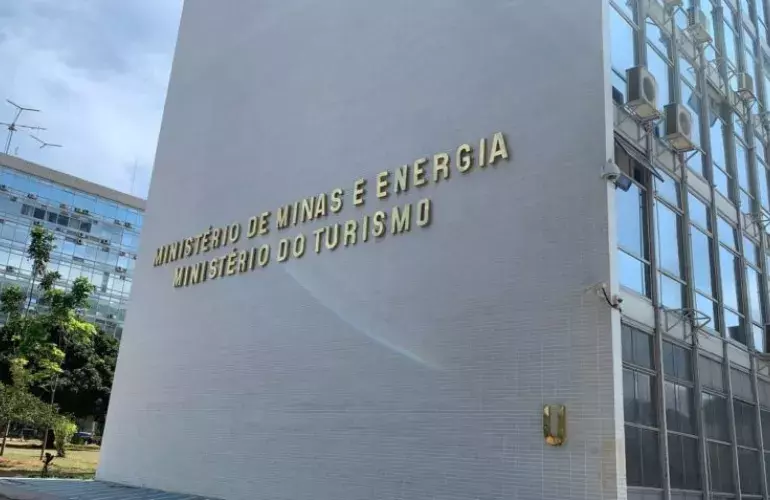 MINISTÉRIO DE MINAS E ENERGIA
MINISTÉRIO DO TURISMO
U